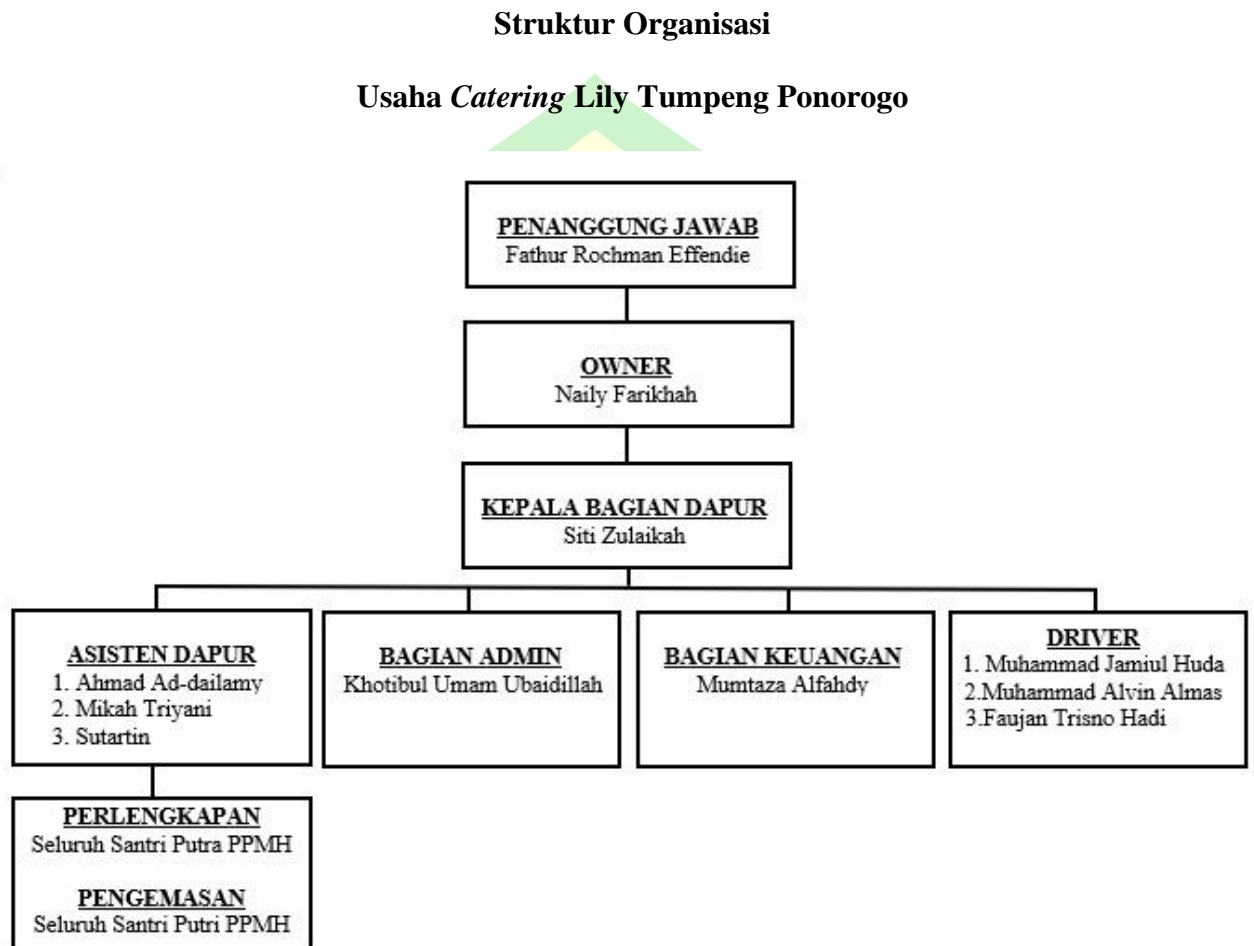 Struktur Organisasi
Usaha Catering Lily Tumpeng Ponorogo
PENANGGUNG JAWAB
Fathur Rochman Effendie
OWNER
Naily Farikhah
KEPALA BAGIAN DAPUR
Siti Zulaikah
ASISTEN DAPUR
1. Ahmad Ad-dailamy
2. Mikah Triyani
3. Sutartin
BAGIAN ADMIN
Khotibul Umam Ubaidillah
BAGIAN KEUANGAN
Mumtaza Alfahdy
DRIVER
1. Muhammad Jamiul Huda
2.Muhammad Alvin Almas
3.Faujan Trisno Hadi
PERLENGKAPAN
Seluruh Santri Putra PPMH
PENGEMASAN
Seluruh Santri Putri PPMH